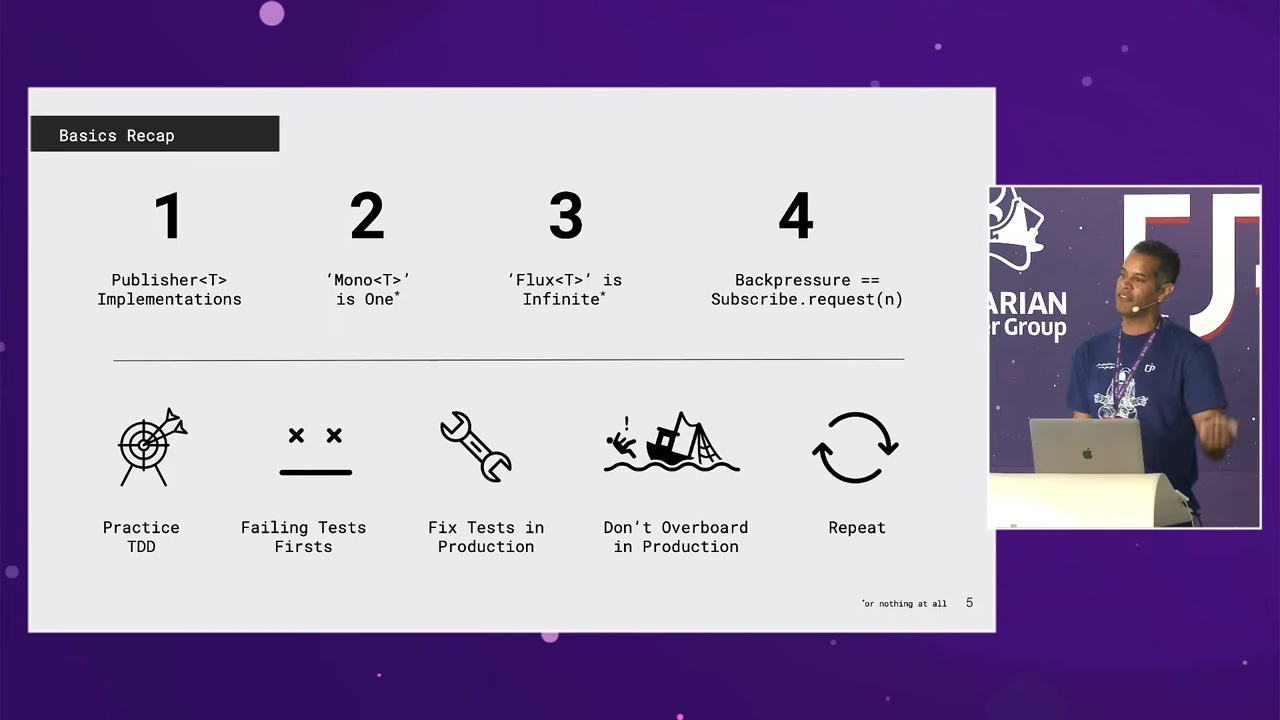 Basics Recap
1
2
3
4
Publisher<T>
Implementations
‘Mono<T>’
is One*
‘Flux<T>’ is
Infinite*
Backpressure ==
Subscribe.request(n)
Practice
TDD
Failing Tests
Firsts
Fix Tests in
Production
Don’t Overboard
in Production
Repeat
*or nothing at all
5
ARIAN
er Group